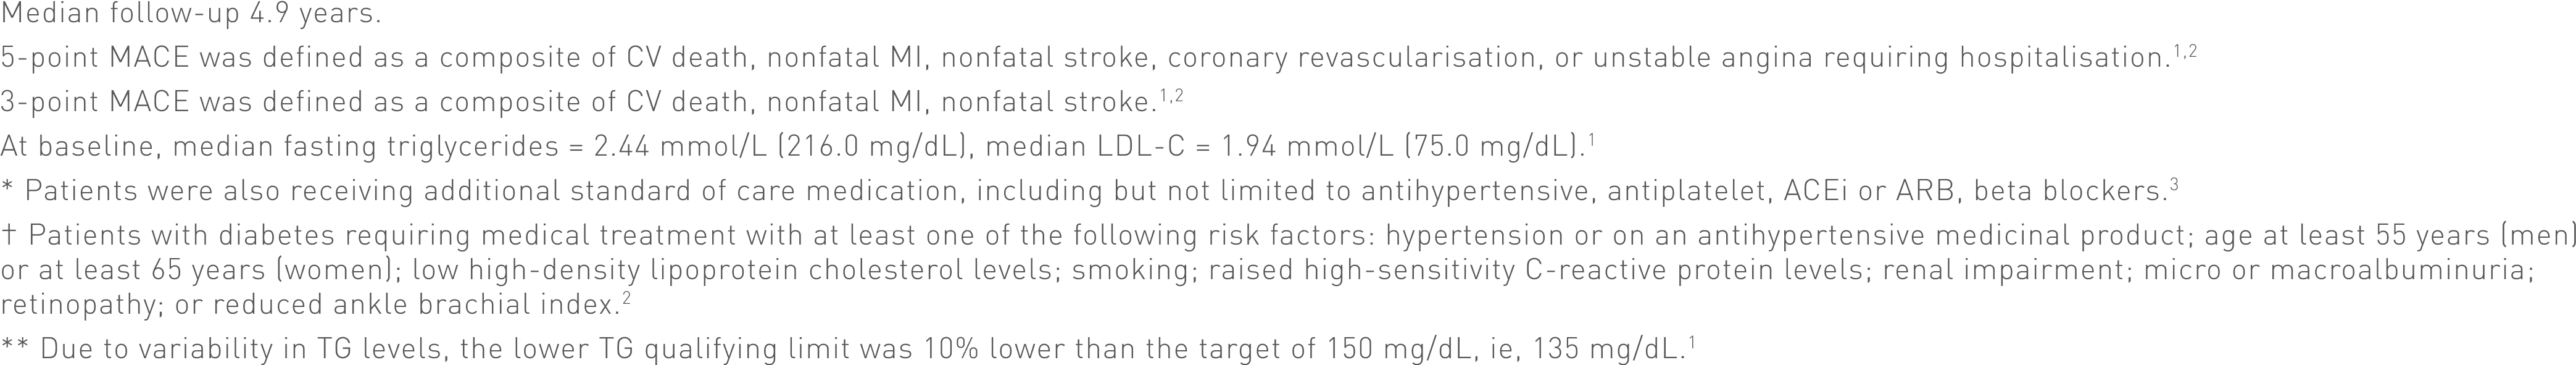 Median follow-up 4.9 years.
5-point MACE was defined as a composite of CV death, nonfatal MI, nonfatal stroke, coronary revascularisation, or unstable angina requiring hospitalisation.1,2
3-point MACE was defined as a composite of CV death, nonfatal MI, nonfatal stroke.1,2
At baseline, median fasting triglycerides = 2.44 mmol/L (216.0 mg/dL), median LDL-C = 1.94 mmol/L (75.0 mg/dL).1
* Patients were also receiving additional standard of care medication, including but not limited to antihypertensive, antiplatelet, ACEi or ARB, beta blockers.3
† Patients with diabetes requiring medical treatment with at least one of the following risk factors: hypertension or on an antihypertensive medicinal product; age at least 55 years (men)
or at least 65 years (women); low high-density lipoprotein cholesterol levels; smoking; raised high-sensitivity C-reactive protein levels; renal impairment; micro or macroalbuminuria;
retinopathy; or reduced ankle brachial index.2
** Due to variability in TG levels, the lower TG qualifying limit was 10% lower than the target of 150 mg/dL, ie, 135 mg/dL.1